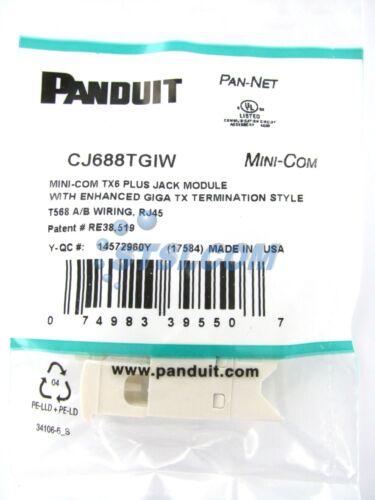 PANDUIT
PAN-NET
UL
LISTED
CJ688TGIW
MINI-COM
MINI-COM TX6 PLUS JACK MODULE
WITH ENHANCED GIGA TX TERMINATION STYLE
T568 A/B WIRING, RJ45
Patent # RE38,519
Y-QC #: 14572960Y (17584) MADE IN USA
STSI.COM
0 74983 39550 7
www.panduit.com
04
PE-LLD + PE-LD
34106-6_S